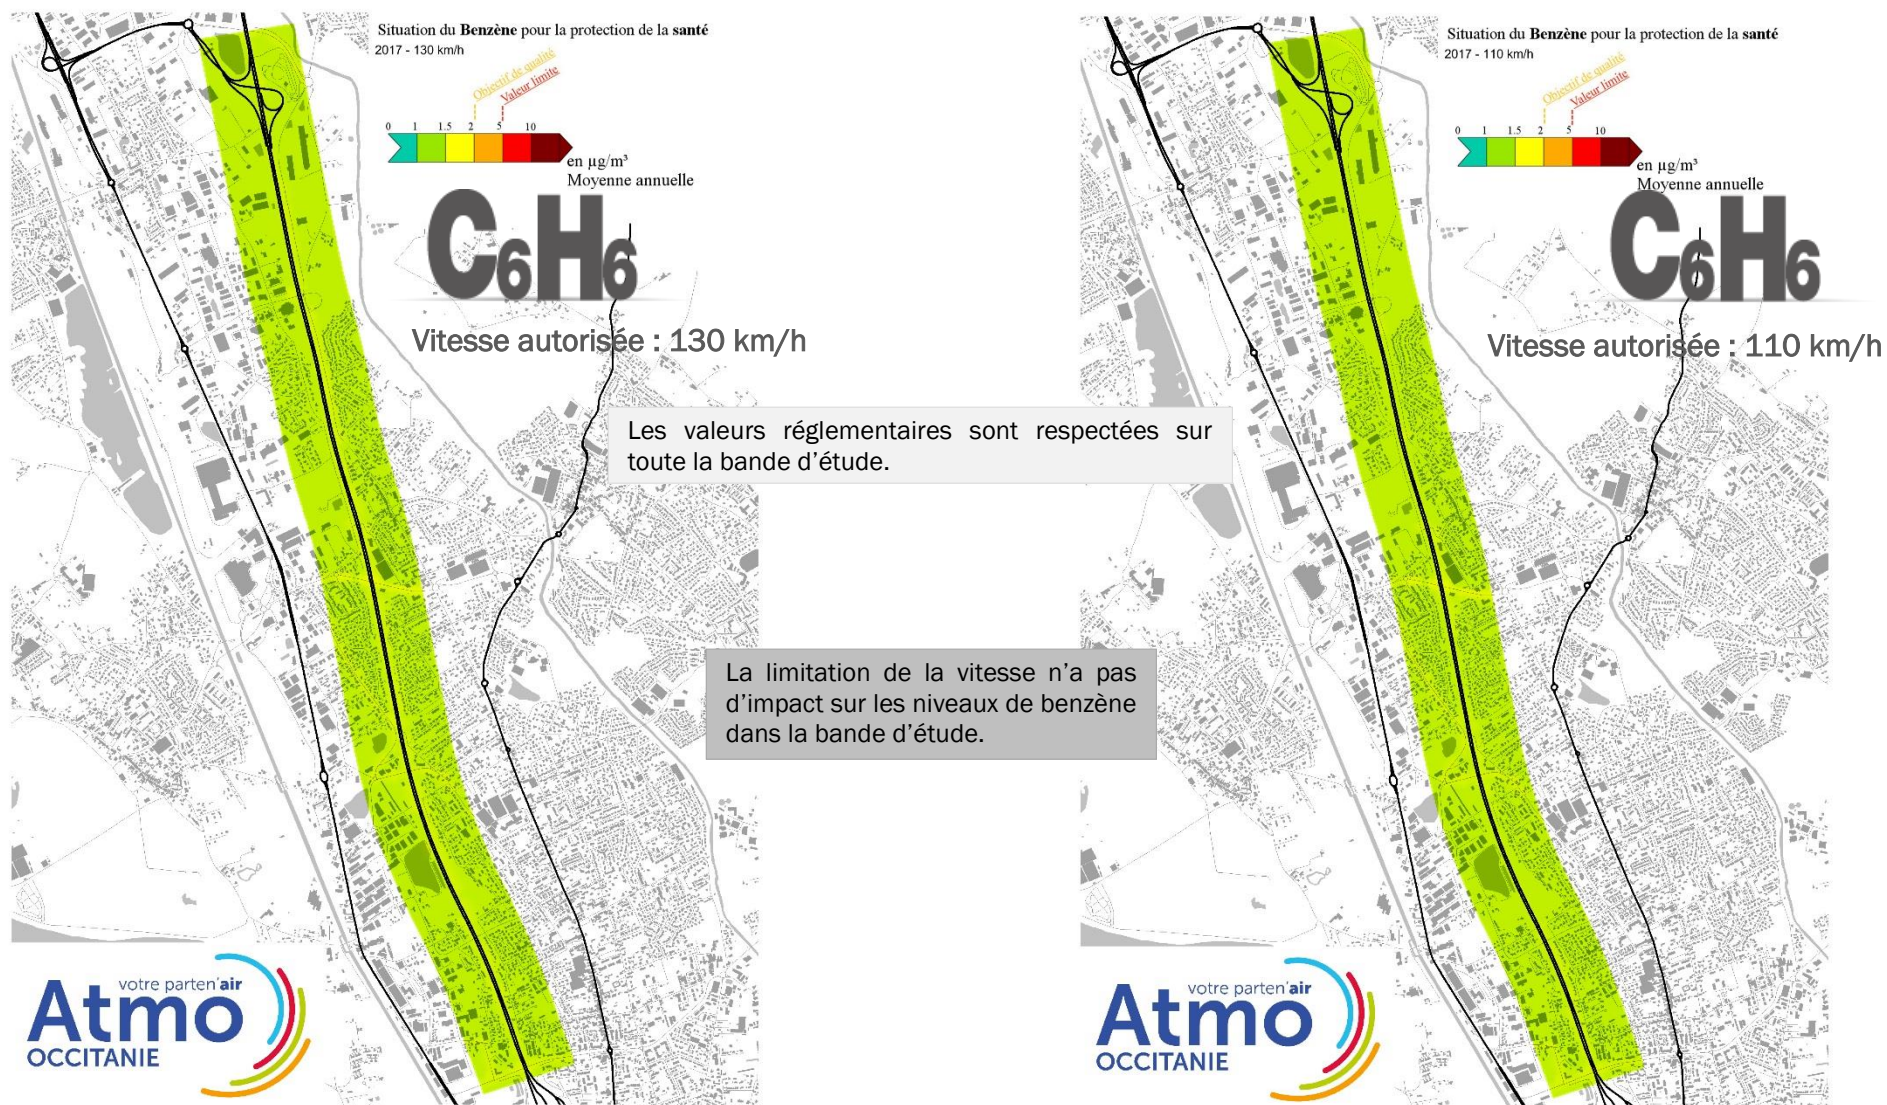 Situation du Benzène pour la protection de la santé
2017 - 130 km/h
Objectif de qualité
Valeur limite
0 1 1.5 2 5 10
en µg/m³
Moyenne annuelle
C6H6
Vitesse autorisée : 130 km/h
Situation du Benzène pour la protection de la santé
2017 - 110 km/h
Objectif de qualité
Valeur limite
0 1 1.5 2 5 10
en µg/m³
Moyenne annuelle
C6H6
Vitesse autorisée : 110 km/h
Les valeurs réglementaires sont respectées sur
toute la bande d’étude.
La limitation de la vitesse n’a pas
d’impact sur les niveaux de benzène
dans la bande d’étude.
votre parten'air
Atmo
OCCITANIE
votre parten'air
Atmo
OCCITANIE